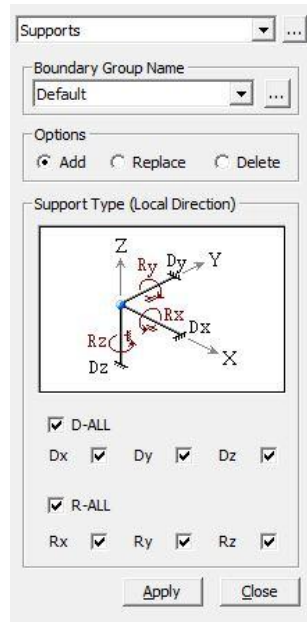 Supports
...
Boundary Group Name
Default
...
Options
Add Replace Delete
Support Type (Local Direction)
Z
Ry Dy Y
Rx
Rz Dx
Dz X
D-ALL
Dx Dy Dz
R-ALL
Rx Ry Rz
Apply Close